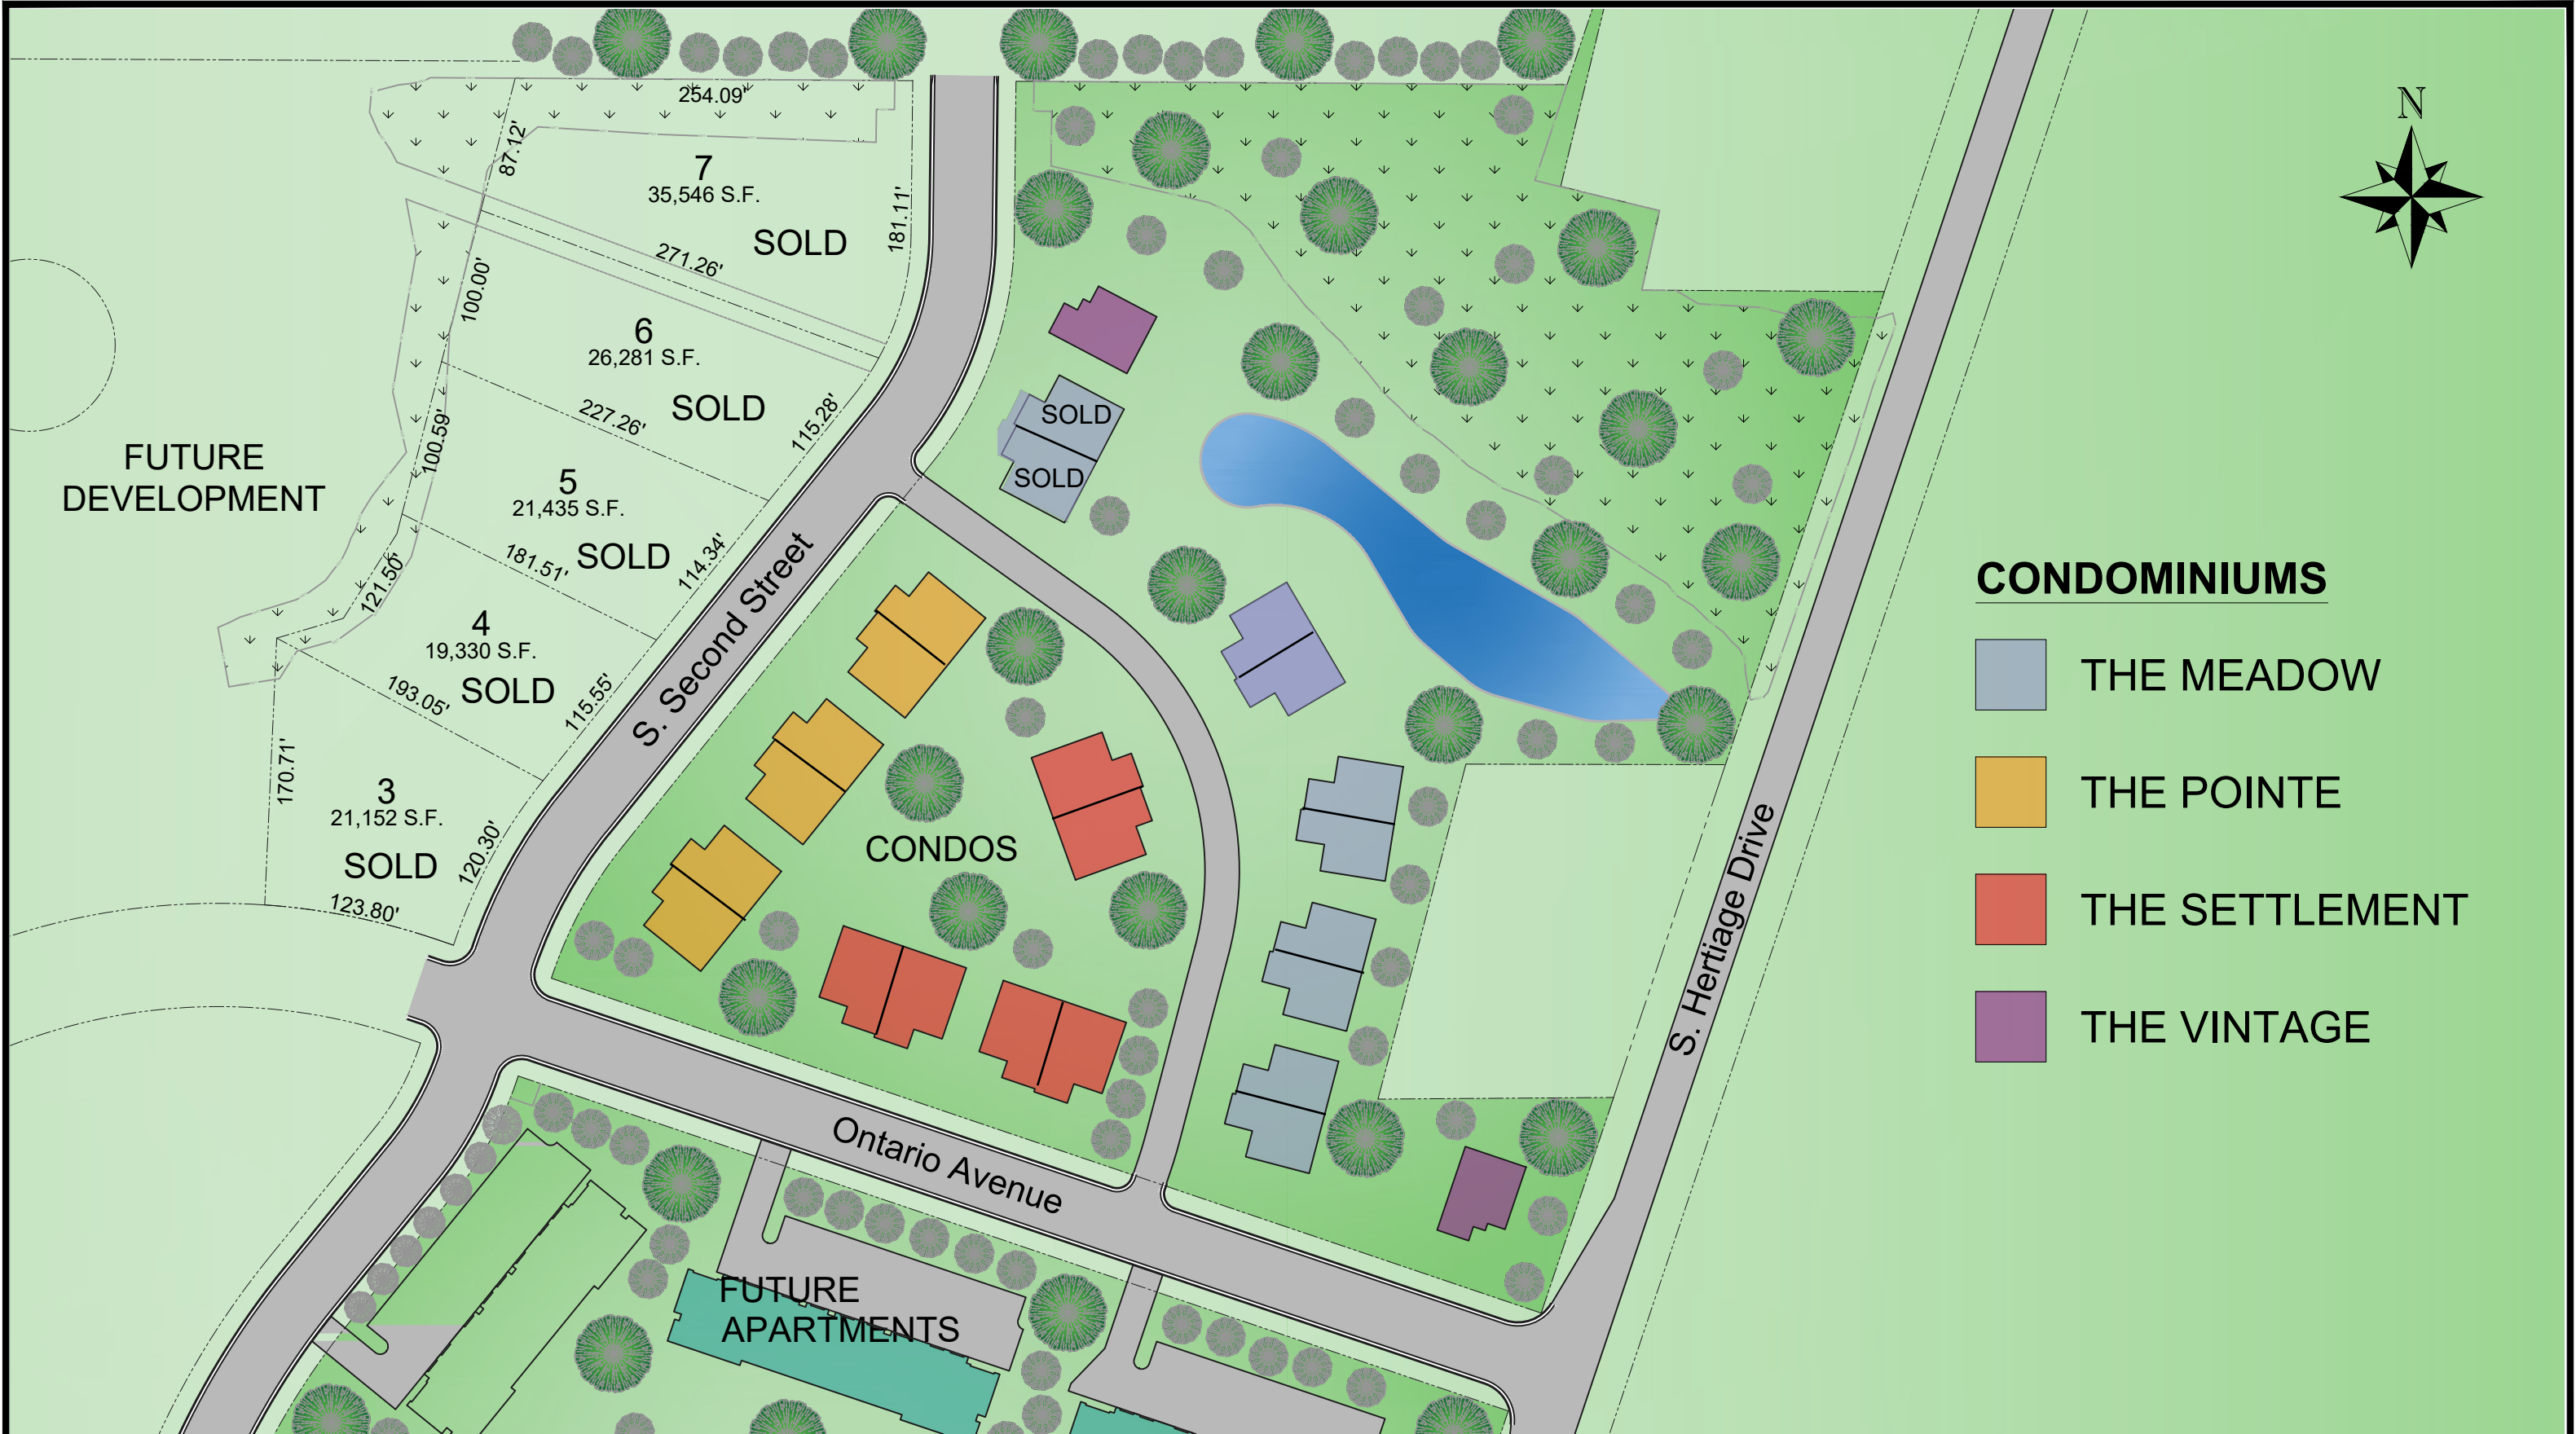 N
254.09'
87.12'
7
35,546 S.F.
SOLD
181.11'
271.26'
100.00'
6
26,281 S.F.
SOLD
115.28'
227.26'
100.59'
FUTURE
DEVELOPMENT
5
21,435 S.F.
SOLD
114.34'
181.51'
121.50'
4
19,330 S.F.
SOLD
115.55'
193.05'
170.71'
3
21,152 S.F.
SOLD
120.30'
123.80'
S. Second Street
SOLD
SOLD
CONDOS
S. Hertiage Drive
Ontario Avenue
FUTURE
APARTMENTS
CONDOMINIUMS
THE MEADOW
THE POINTE
THE SETTLEMENT
THE VINTAGE